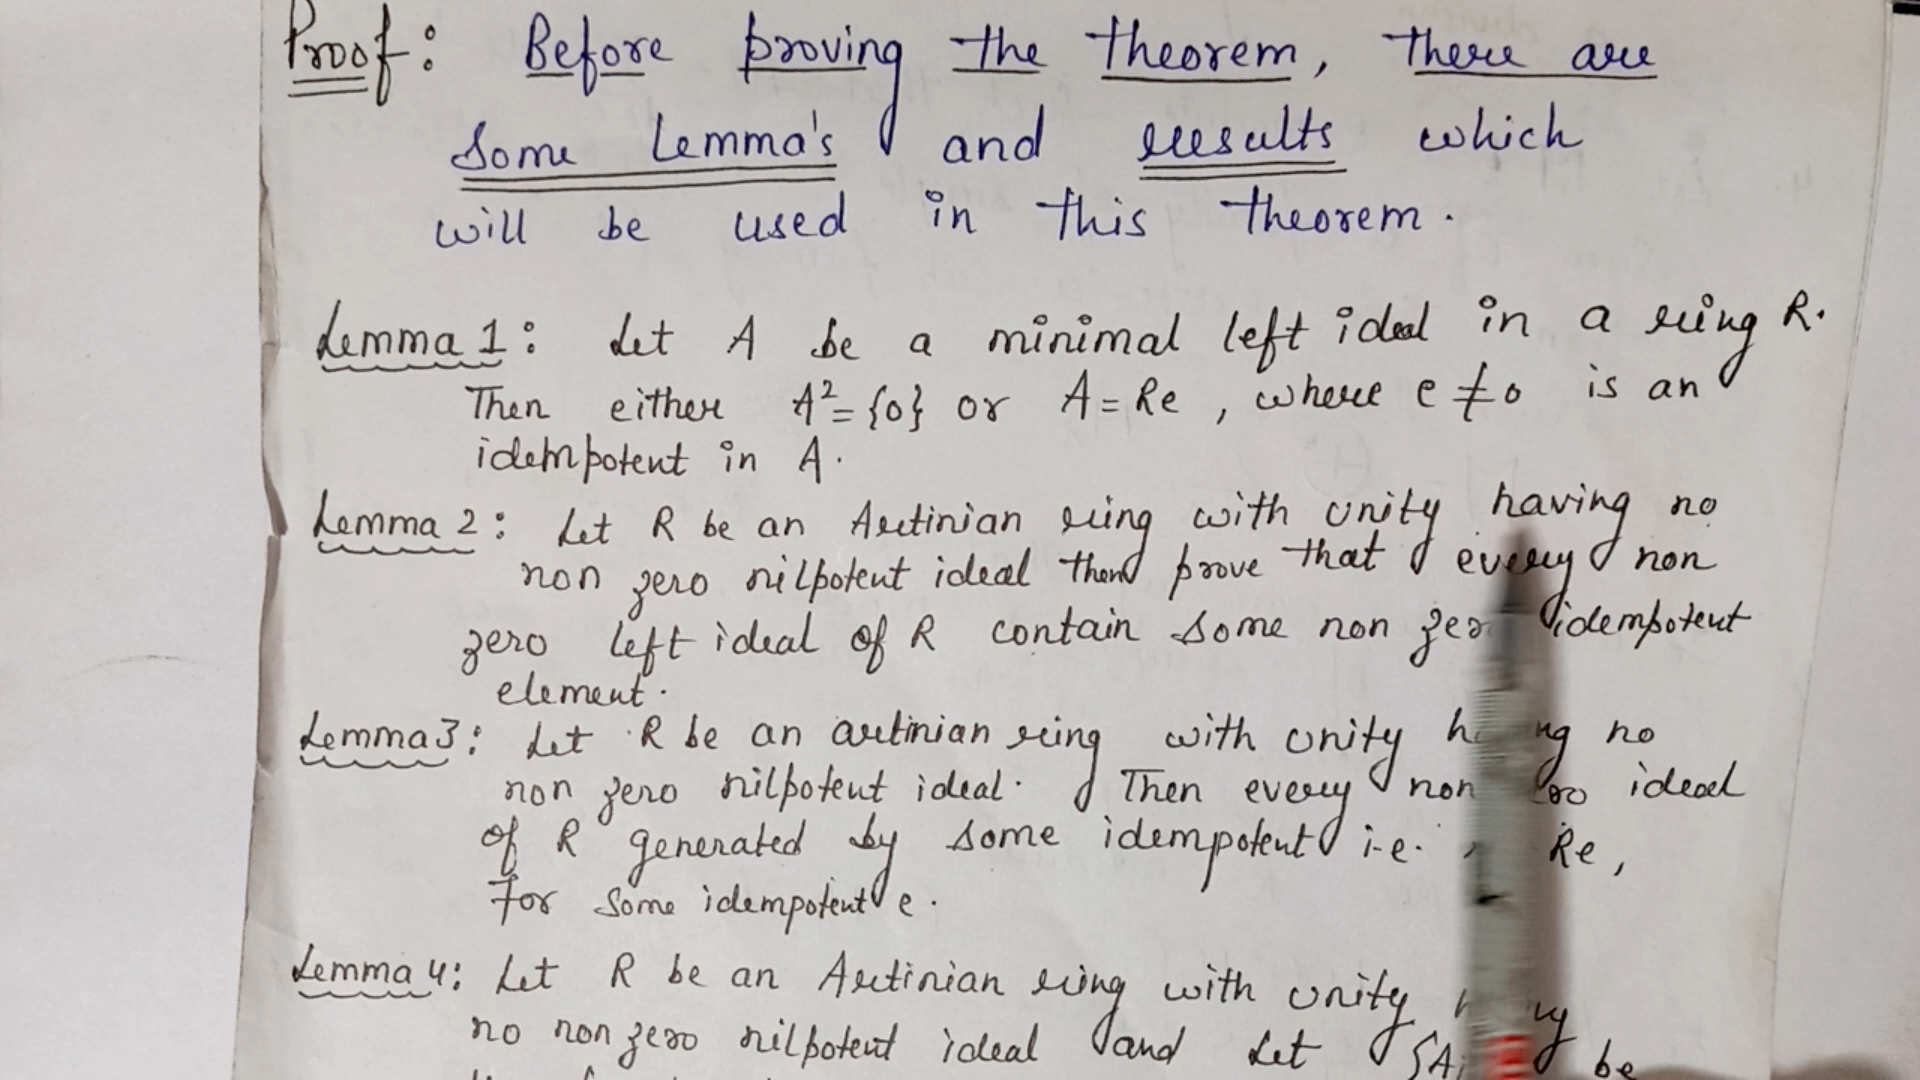 Proof: Before proving the theorem, there are
Some Lemma's and results which
will be used in this theorem.
Lemma 1: Let A be a minimal left ideal in a ring R.
Then either A²={0} or A=Re, where e≠0 is an
idempotent in A.
Lemma 2: Let R be an Artinian ring with unity having no
non zero nilpotent ideal then prove that every non
zero left ideal of R contain some non idempotent
element.
Lemma 3: Let R be an artinian ring with unity no
non zero nilpotent ideal. Then every non ideal
of R generated by some idempotent i.e. Re,
for some idempotent e.
Lemma 4: Let R be an Artinian ring with unity
no non zero nilpotent ideal and let be